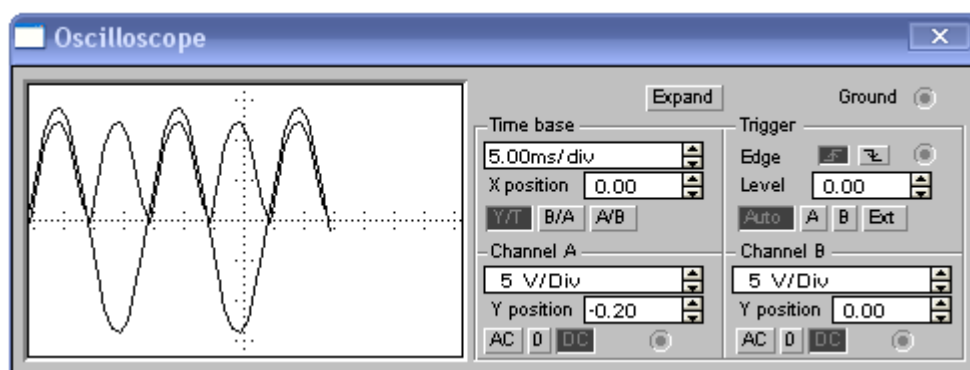 Oscilloscope
Expand Ground
Time base Trigger
5.00ms/div Edge
X position 0.00 Level 0.00
Y/T B/A A/B Auto A B Ext
Channel A Channel B
5 V/Div 5 V/Div
Y position -0.20 Y position 0.00
AC 0 DC AC 0 DC